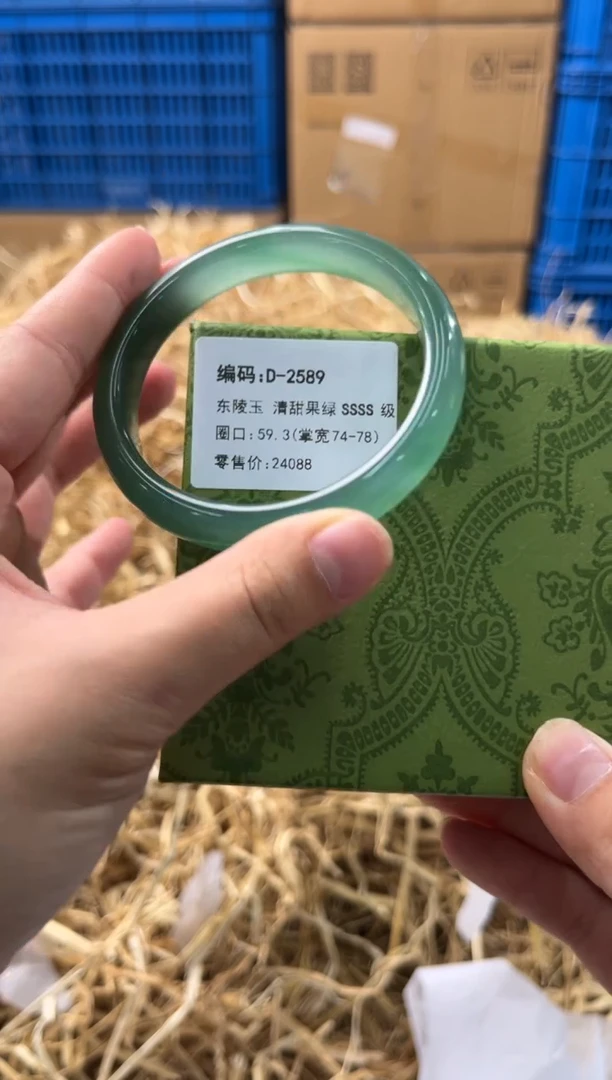 编码:D-2589
东陵玉 清甜果绿 SSSS 级
圈口:59.3(掌宽74-78)
零售价:24088